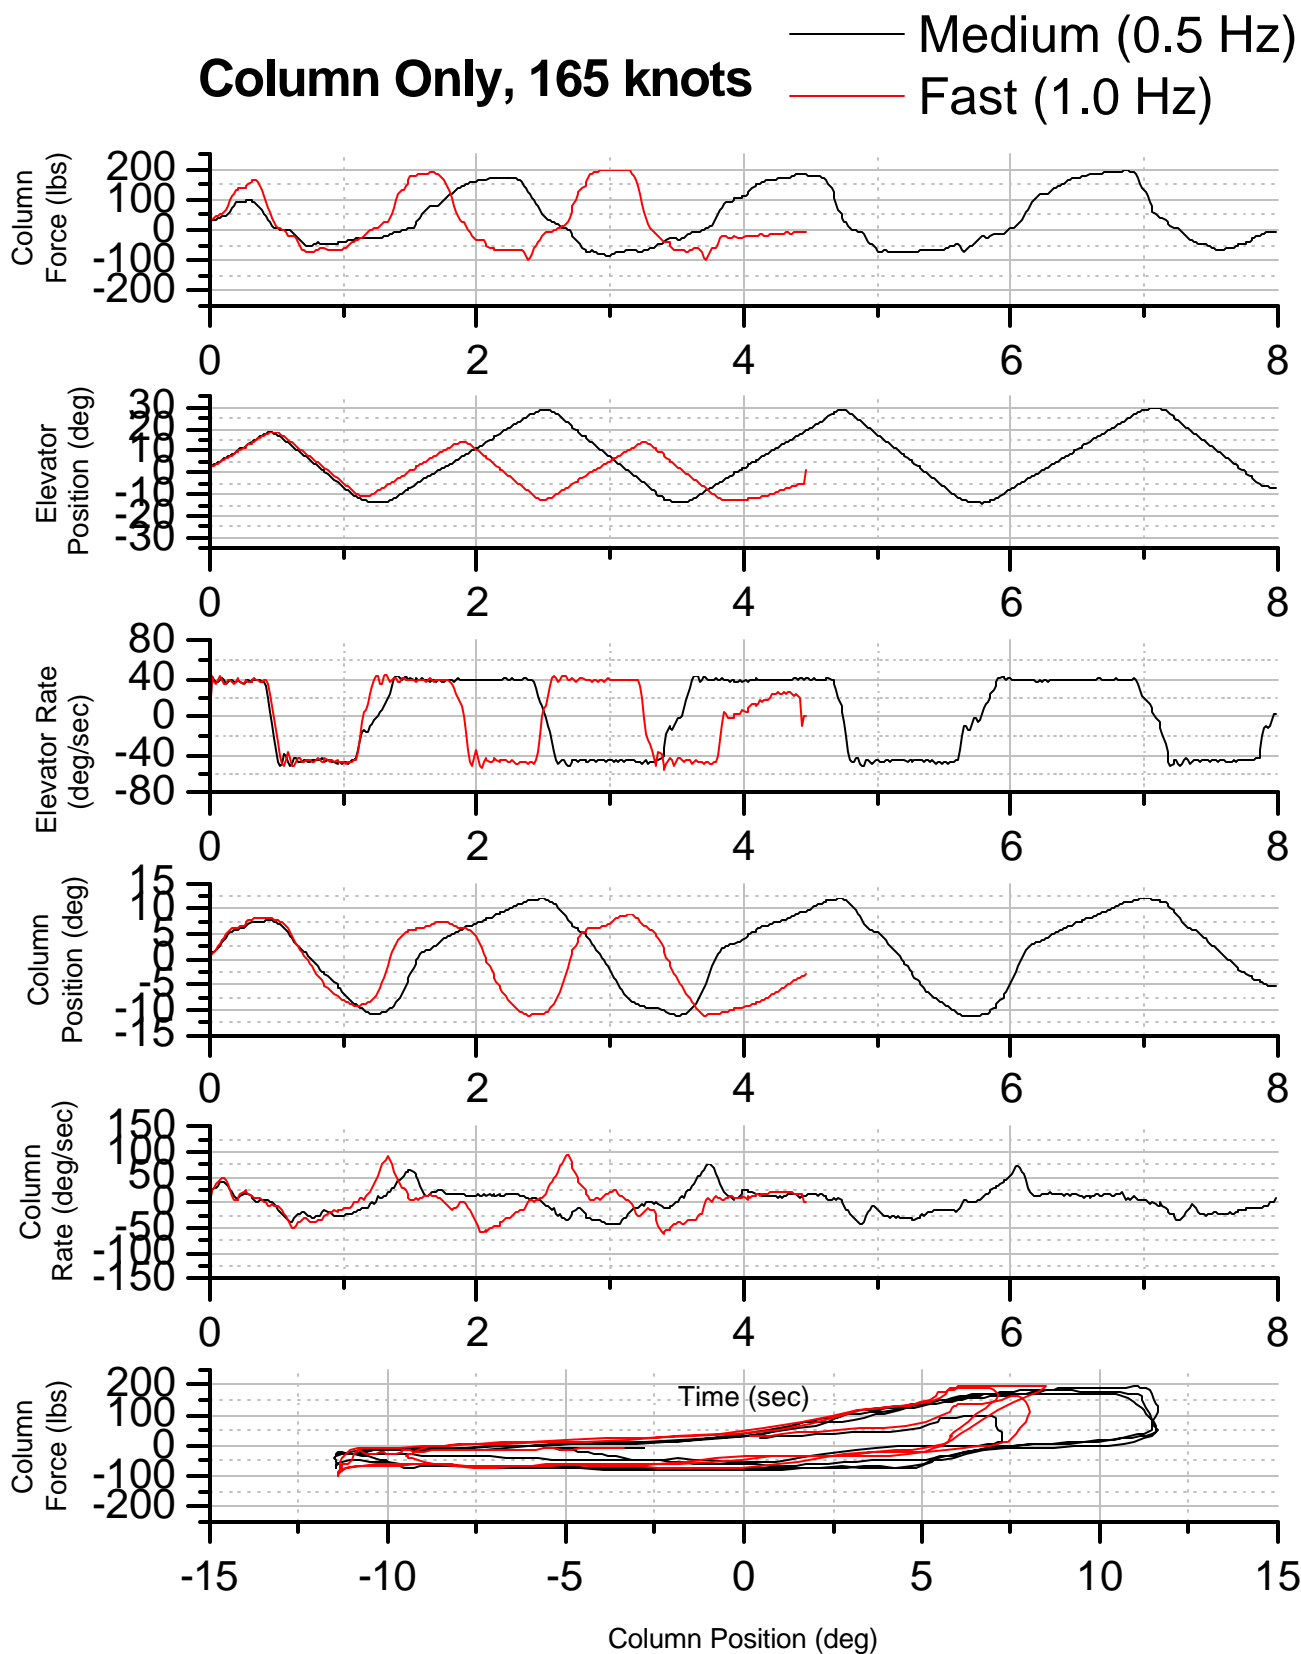 Medium (0.5 Hz)
Column Only, 165 knots
Fast (1.0 Hz)
Column
Force (lbs)
200
100
0
-100
-200
0 2 4 6 8
Elevator
Position (deg)
30
20
10
0
-10
-20
-30
0 2 4 6 8
Elevator Rate
(deg/sec)
80
40
0
-40
-80
0 2 4 6 8
Column
Position (deg)
15
10
5
0
-5
-10
-15
0 2 4 6 8
Column
Rate (deg/sec)
150
100
50
0
-50
-100
-150
0 2 4 6 8
Time (sec)
Column
Force (lbs)
200
100
0
-100
-200
-15 -10 -5 0 5 10 15
Column Position (deg)